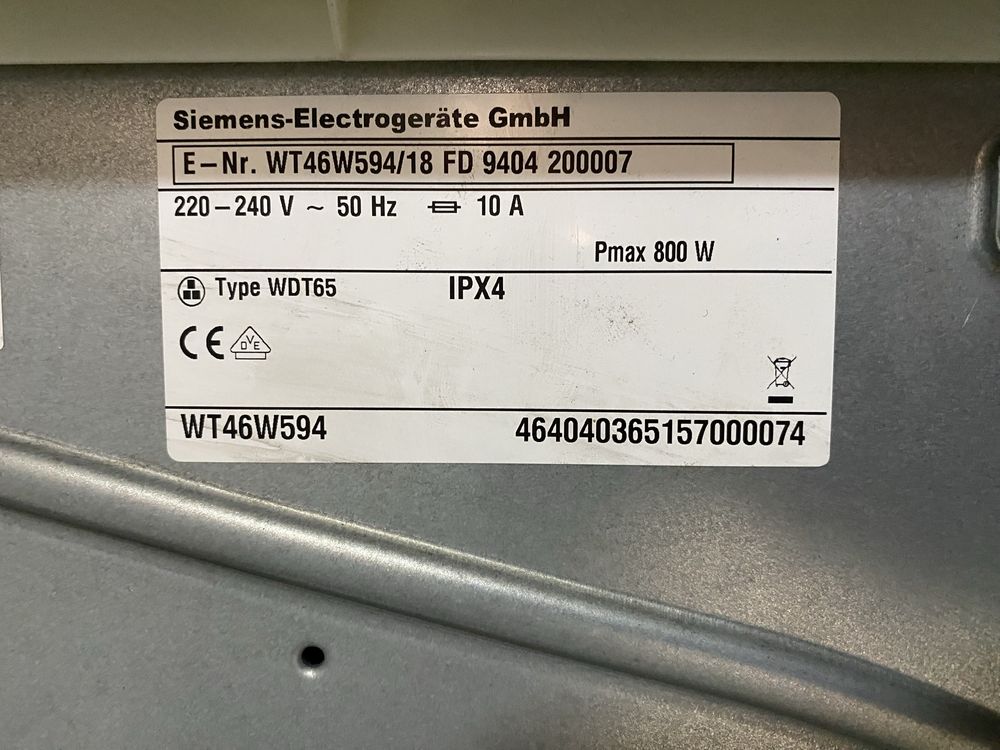 Siemens-Electrogeräte GmbH
E-Nr. WT46W594/18 FD 9404 200007
220-240 V ~ 50 Hz 10 A
Pmax 800 W
Type WDT65 IPX4
CE DVE
WT46W594 464040365157000074